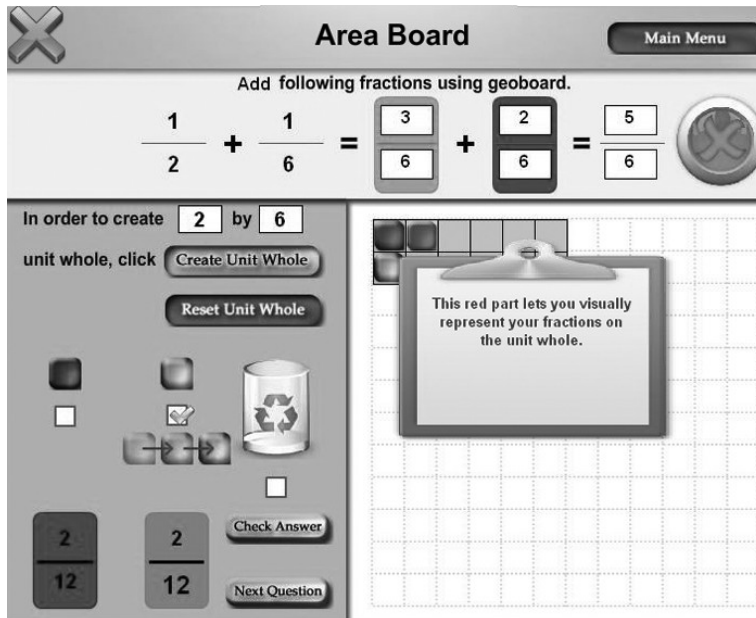 Area Board
Main Menu
Add following fractions using geoboard.
1 1 3 2 5
+ = + =
2 6 6 6 6
In order to create 2 by 6
unit whole, click Create Unit Whole
Reset Unit Whole
This red part lets you visually
represent your fractions on
the unit whole.
Check Answer
2 2
12 12
Next Question